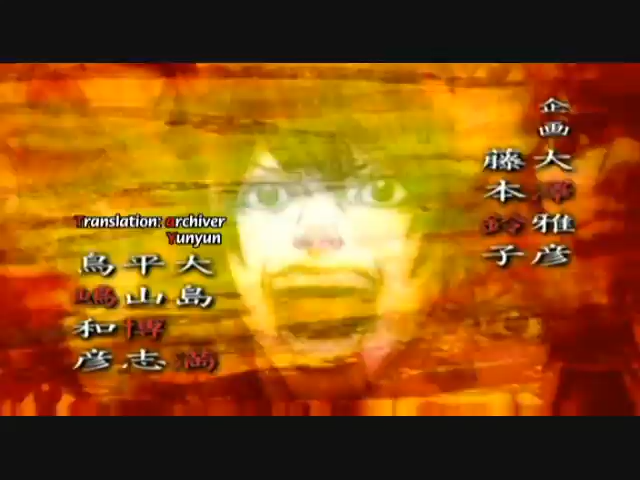 企画
大澤雅彦
藤本鈴子
Translation: archiver
Yunyun
大島満
平山博志
鳥嶋和彦